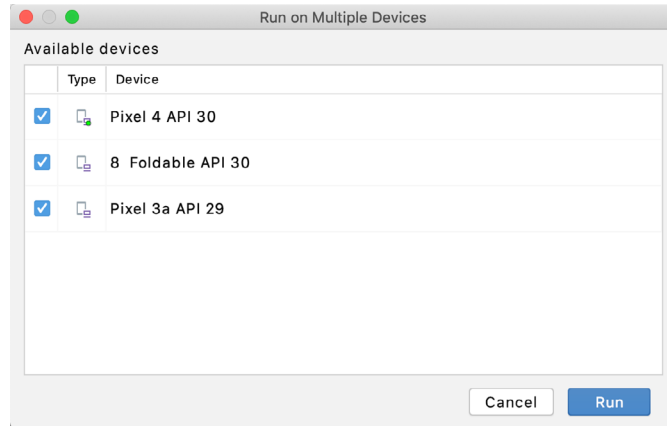 Run on Multiple Devices
Available devices
Type Device
Pixel 4 API 30
8 Foldable API 30
Pixel 3a API 29
Cancel Run